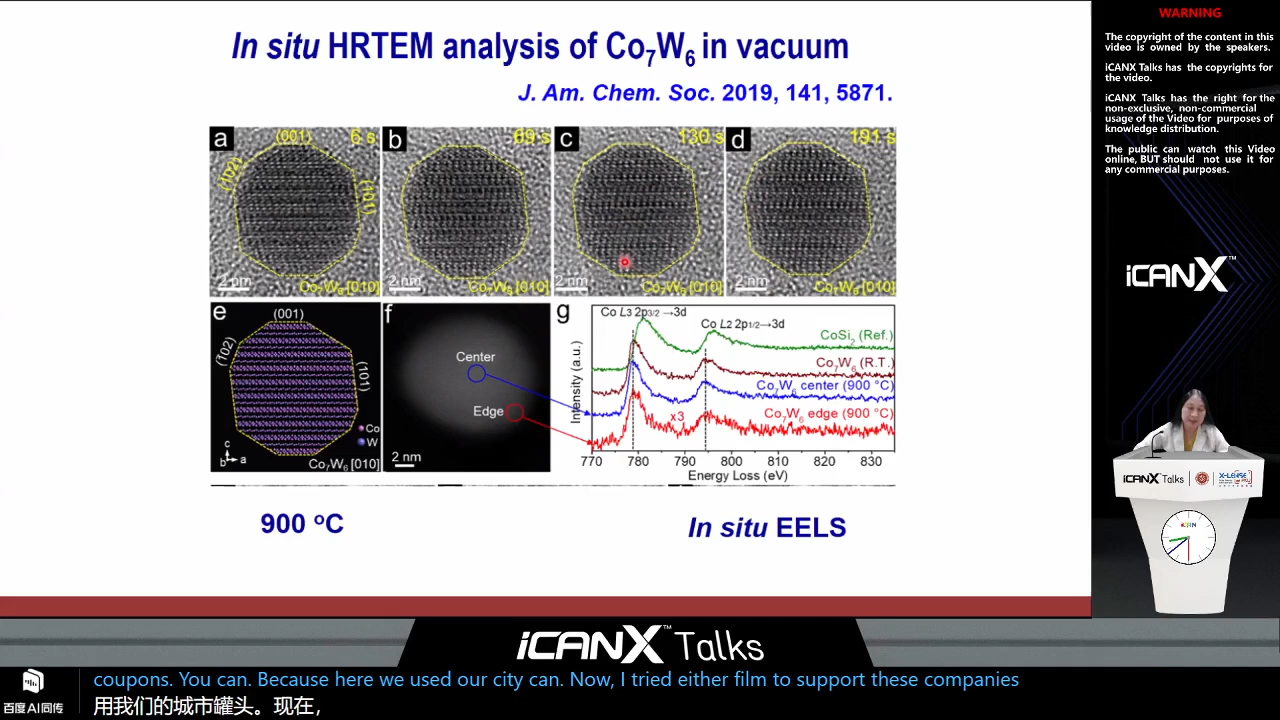 In situ HRTEM analysis of Co7W6 in vacuum
J. Am. Chem. Soc. 2019, 141, 5871.
a
(001)
6 s
(1̄02)
(101)
2 nm
Co7W6 [010]
b
69 s
2 nm
Co7W6 [010]
c
130 s
2 nm
Co7W6 [010]
d
191 s
2 nm
Co7W6 [010]
e
(001)
(1̄02)
(101)
Co
W
c
b
a
Co7W6 [010]
f
Center
Edge
2 nm
g
Co L3 2p3/2 →3d
Co L2 2p1/2→3d
CoSi2 (Ref.)
Co7W6 (R.T.)
Co7W6 center (900 °C)
x3
Co7W6 edge (900 °C)
Intensity (a.u.)
770 780 790 800 810 820 830
Energy Loss (eV)
900 °C
In situ EELS
WARNING
The copyright of the content in this
video is owned by the speakers.
iCANX Talks has the copyrights for
the video.
iCANX Talks has the right for the
non-exclusive, non-commercial
usage of the Video for purposes of
knowledge distribution.
The public can watch this Video
online, BUT should not use it for
any commercial purposes.
iCANX™
iCANX Talks
iCANX™ Talks
百度AI同传
coupons. You can. Because here we used our city can. Now, I tried either film to support these companies
用我们的城市罐头。现在，